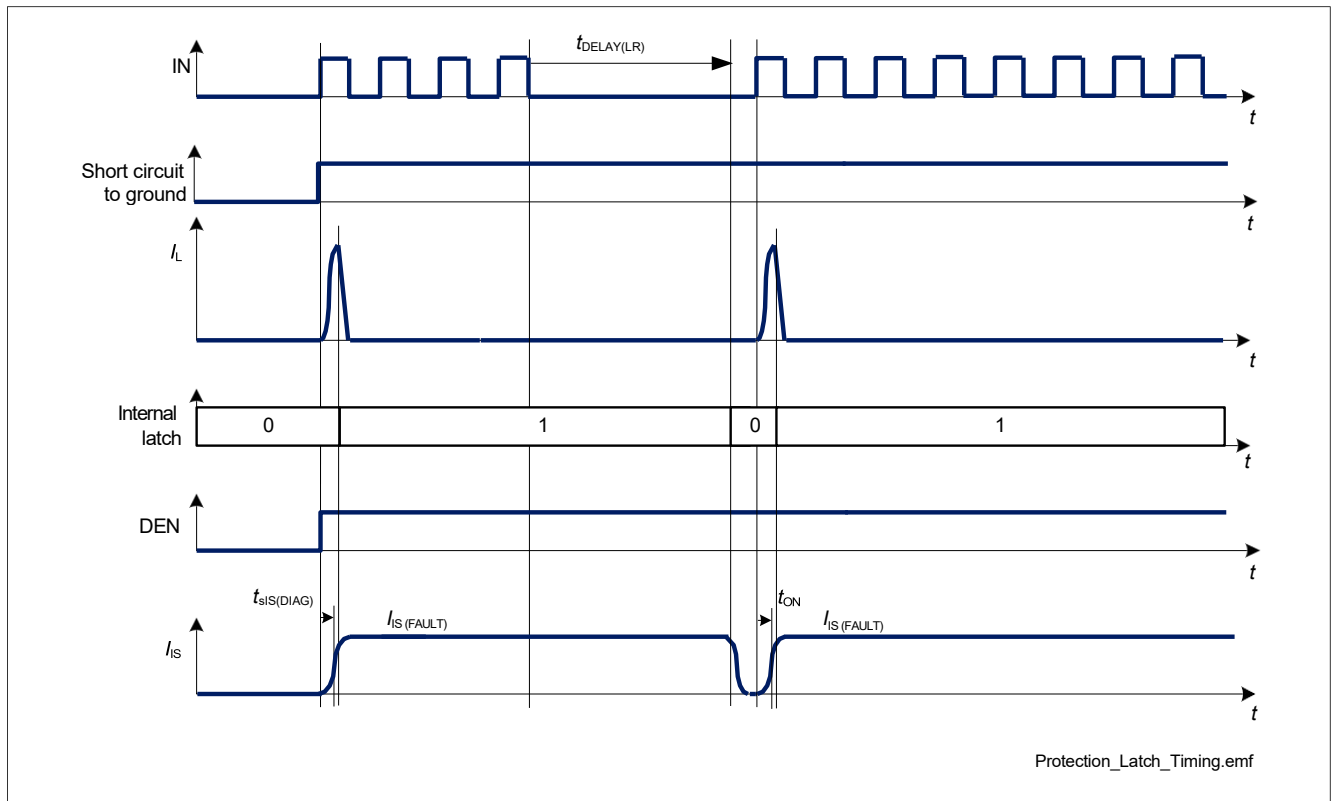 IN
tDELAY(LR)
t
Short circuit
to ground
t
IL
t
Internal
latch
0
1
0
1
t
DEN
t
tsIS(DIAG)
IIS (FAULT)
tON
IIS (FAULT)
IIS
t
Protection_Latch_Timing.emf